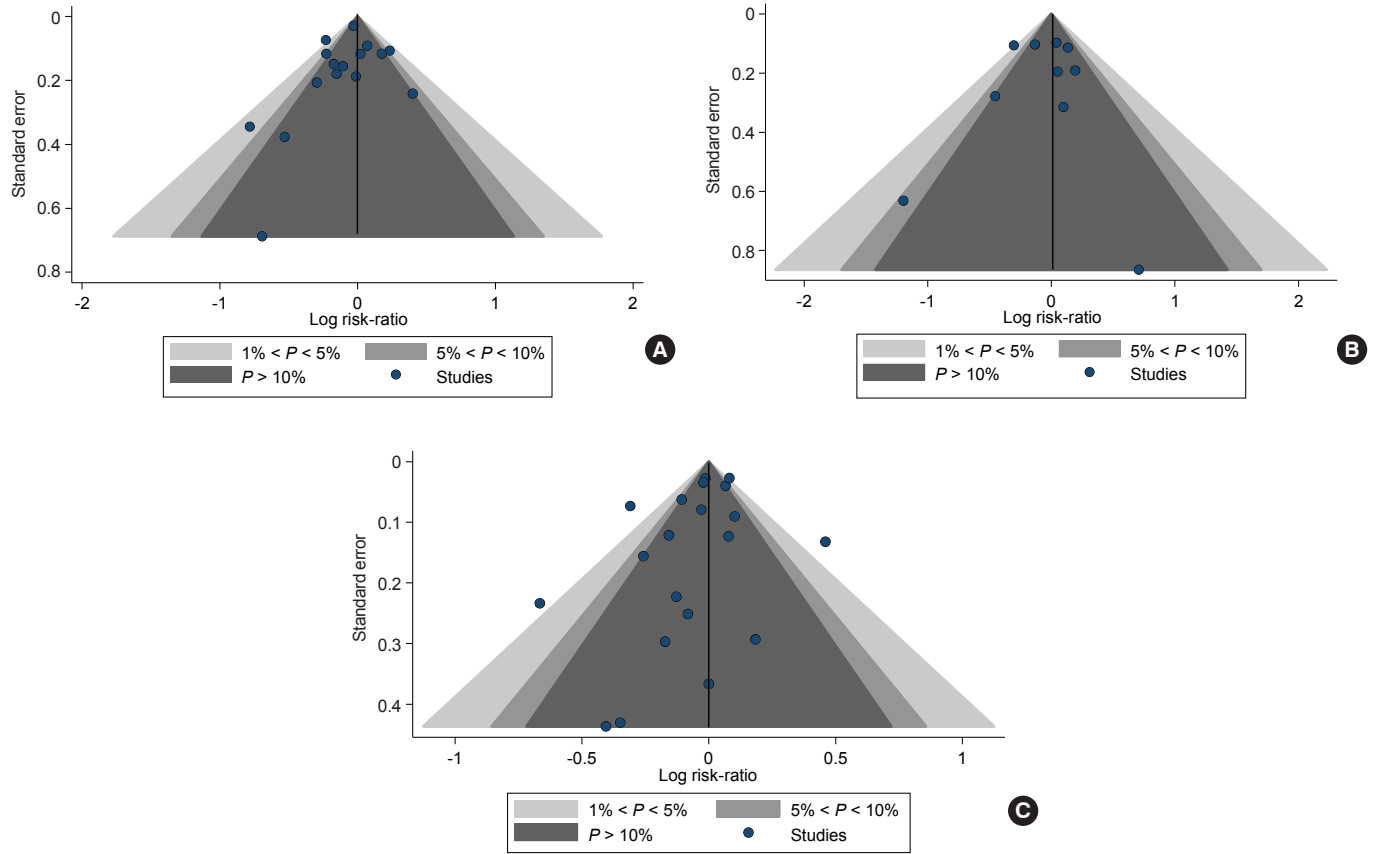 0
0.2
0.4
0.6
0.8
Standard error
-2 -1 0 1 2
Log risk-ratio
1% < P < 5% 5% < P < 10%
P > 10% Studies
A
0
0.2
0.4
0.6
0.8
Standard error
-2 -1 0 1 2
Log risk-ratio
1% < P < 5% 5% < P < 10%
P > 10% Studies
B
0
0.1
0.2
0.3
0.4
Standard error
-1 -0.5 0 0.5 1
Log risk-ratio
1% < P < 5% 5% < P < 10%
P > 10% Studies
C